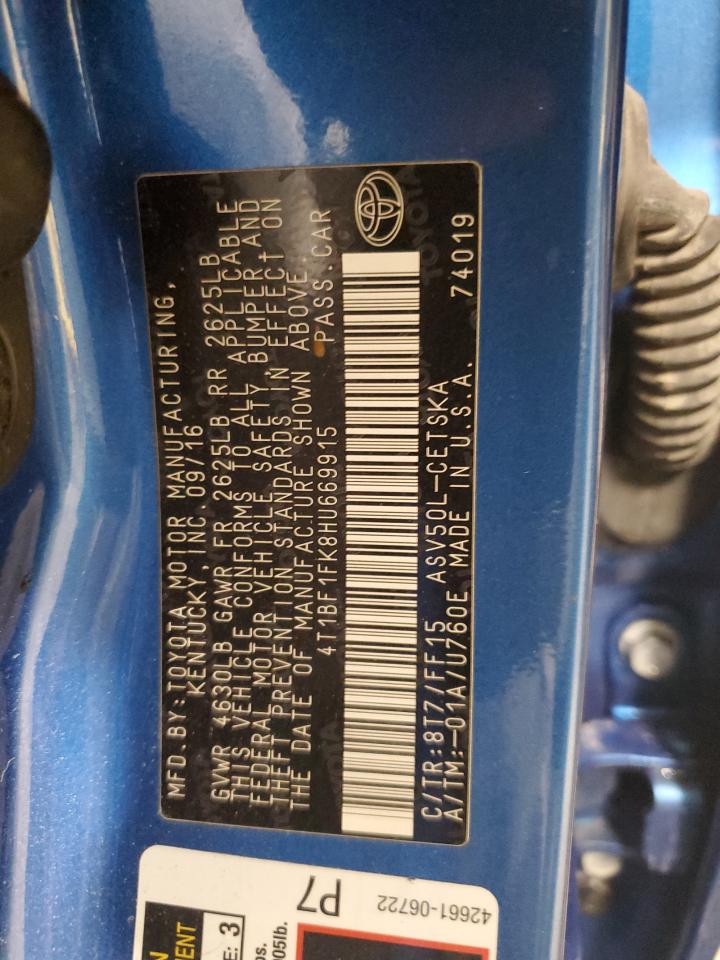 MFD.BY:TOYOTA MOTOR MANUFACTURING,
KENTUCKY, INC. 09/16
GVWR 4630LB GAWR FR 2625LB RR 2625LB
THIS VEHICLE CONFORMS TO ALL APPLICABLE
FEDERAL MOTOR VEHICLE SAFETY, BUMPER AND
THEFT PREVENTION STANDARDS IN EFFECT ON
THE DATE OF MANUFACTURE SHOWN ABOVE.
4T1BF1FK8HU669915 PASS.CAR
C/TR:8T7/FF15 ASV50L-CETSKA
A/TM:-01A/U760E MADE IN U.S.A. 74019
P7
42661-06722
E: 3
005lb.